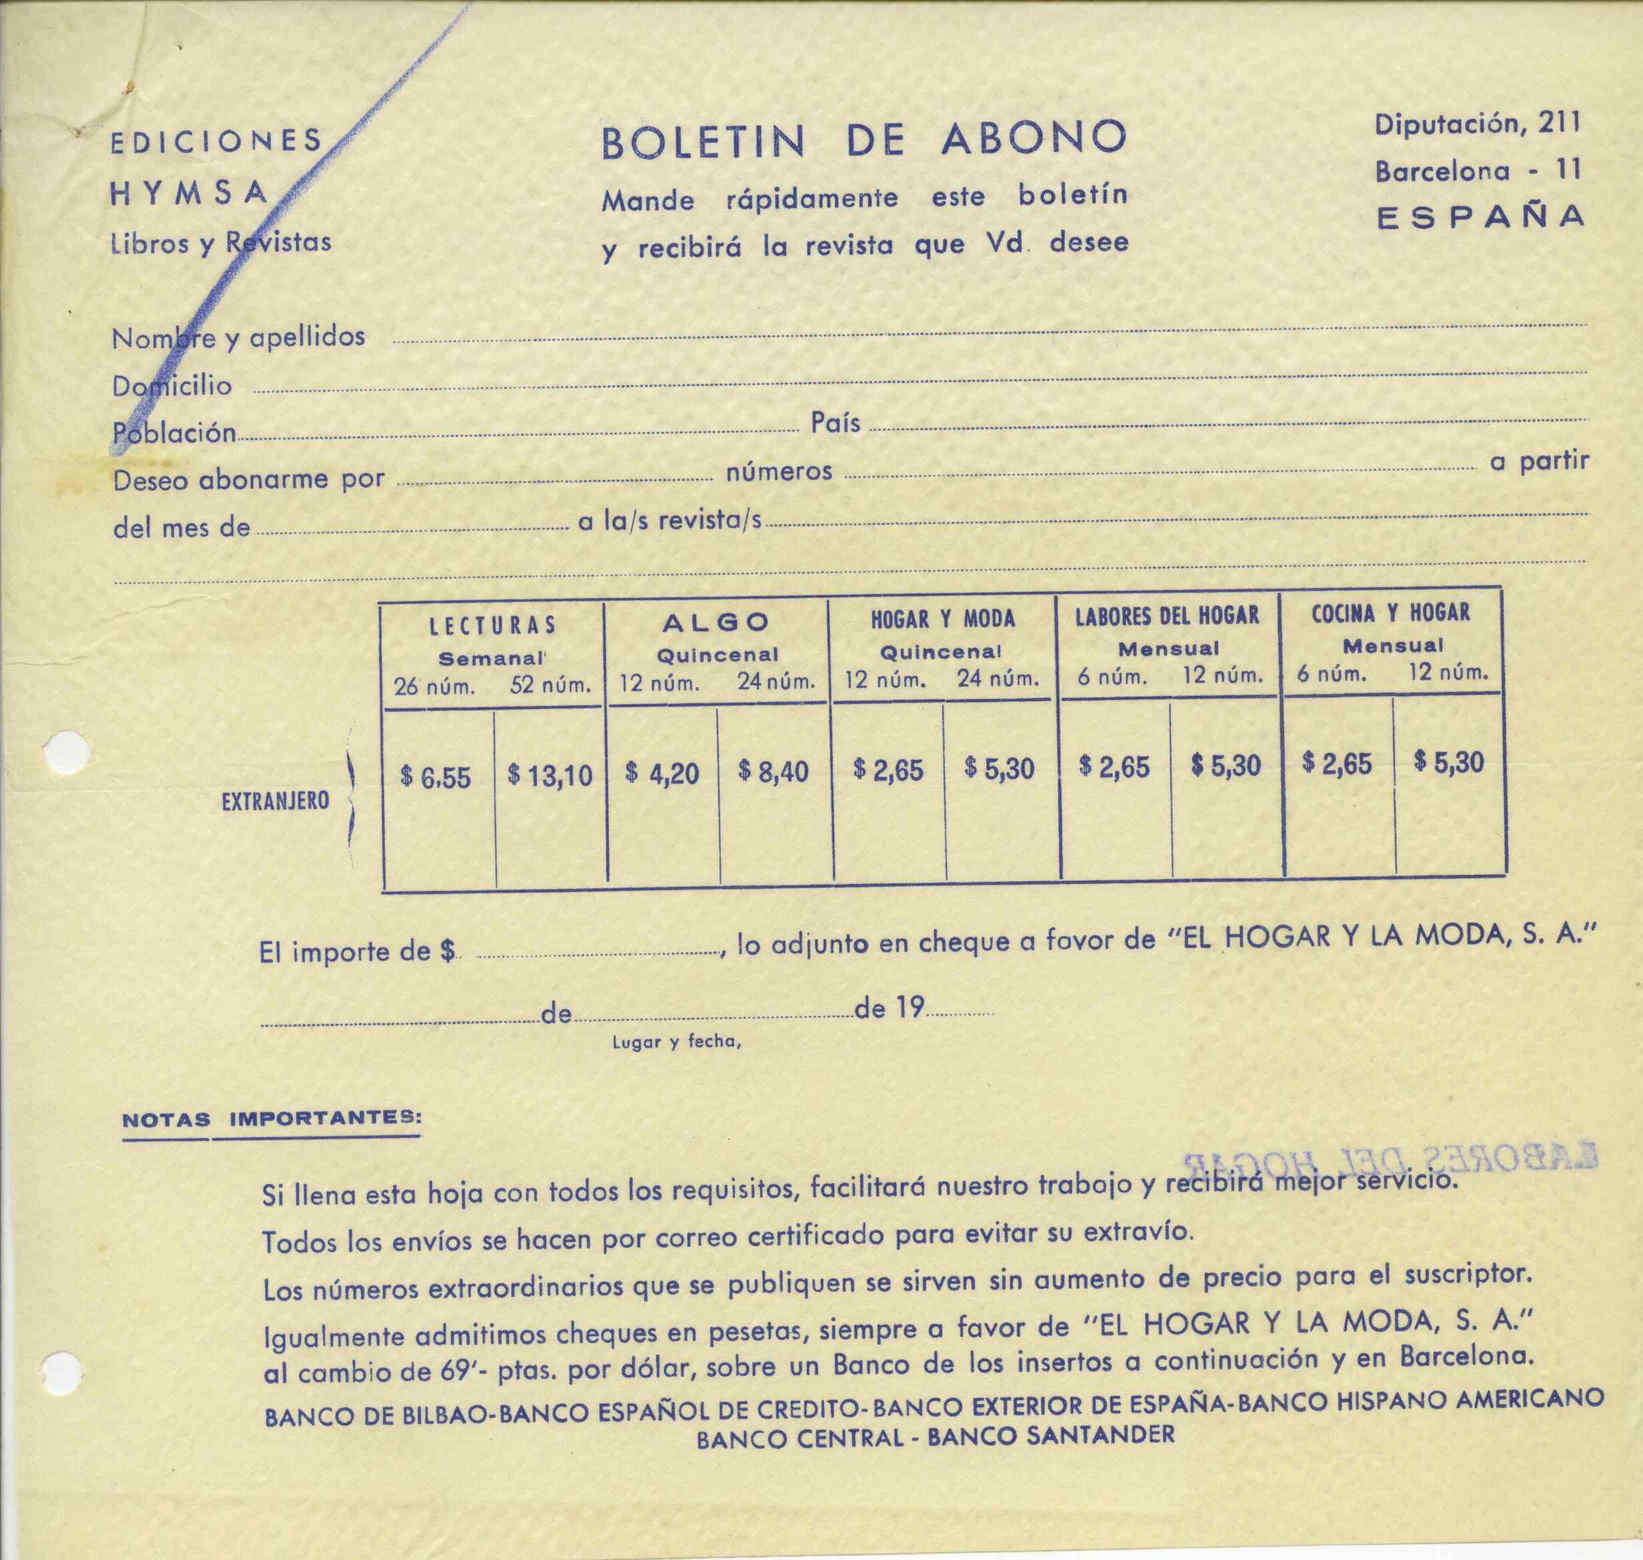 EDICIONES
HYMSA
Libros y Revistas
BOLETIN DE ABONO
Mande rápidamente este boletín
y recibirá la revista que Vd. desee
Diputación, 211
Barcelona - 11
ESPAÑA
Nombre y apellidos
Domicilio
Población País
Deseo abonarme por números a partir
del mes de a la/s revista/s
LECTURAS ALGO HOGAR Y MODA LABORES DEL HOGAR COCINA Y HOGAR
Semanal Quincenal Quincenal Mensual Mensual
26 núm. 52 núm. 12 núm. 24 núm. 12 núm. 24 núm. 6 núm. 12 núm. 6 núm. 12 núm.
EXTRANJERO $ 6,55 $ 13,10 $ 4,20 $ 8,40 $ 2,65 $ 5,30 $ 2,65 $ 5,30 $ 2,65 $ 5,30
El importe de $ , lo adjunto en cheque a favor de "EL HOGAR Y LA MODA, S. A."
de de 19
Lugar y fecha,
NOTAS IMPORTANTES:
LABORES DEL HOGAR
Si llena esta hoja con todos los requisitos, facilitará nuestro trabajo y recibirá mejor servicio.
Todos los envíos se hacen por correo certificado para evitar su extravío.
Los números extraordinarios que se publiquen se sirven sin aumento de precio para el suscriptor.
Igualmente admitimos cheques en pesetas, siempre a favor de "EL HOGAR Y LA MODA, S. A."
al cambio de 69'- ptas. por dólar, sobre un Banco de los insertos a continuación y en Barcelona.
BANCO DE BILBAO-BANCO ESPAÑOL DE CREDITO-BANCO EXTERIOR DE ESPAÑA-BANCO HISPANO AMERICANO
BANCO CENTRAL - BANCO SANTANDER